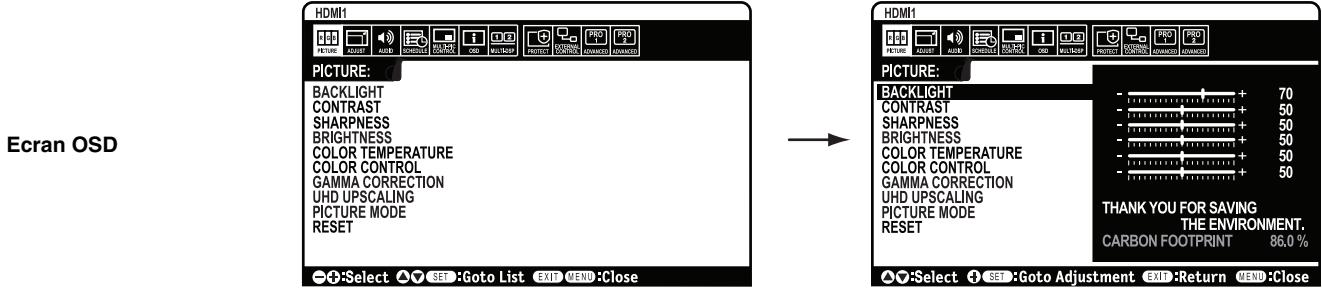 Ecran OSD
HDMI1
R G B
PICTURE ADJUST AUDIO SCHEDULE MULTI-PIC CONTROL OSD MULTI-DSP PROTECT EXTERNAL CONTROL PRO 1 ADVANCED PRO 2 ADVANCED
PICTURE:
BACKLIGHT
CONTRAST
SHARPNESS
BRIGHTNESS
COLOR TEMPERATURE
COLOR CONTROL
GAMMA CORRECTION
UHD UPSCALING
PICTURE MODE
RESET
:Select SET :Goto List EXIT MENU :Close
HDMI1
R G B
PICTURE ADJUST AUDIO SCHEDULE MULTI-PIC CONTROL OSD MULTI-DSP PROTECT EXTERNAL CONTROL PRO 1 ADVANCED PRO 2 ADVANCED
PICTURE:
BACKLIGHT - + 70
CONTRAST - + 50
SHARPNESS - + 50
BRIGHTNESS - + 50
COLOR TEMPERATURE - + 50
COLOR CONTROL - + 50
GAMMA CORRECTION
UHD UPSCALING
PICTURE MODE
RESET
THANK YOU FOR SAVING
THE ENVIRONMENT.
CARBON FOOTPRINT 86.0 %
:Select SET :Goto Adjustment EXIT :Return MENU :Close